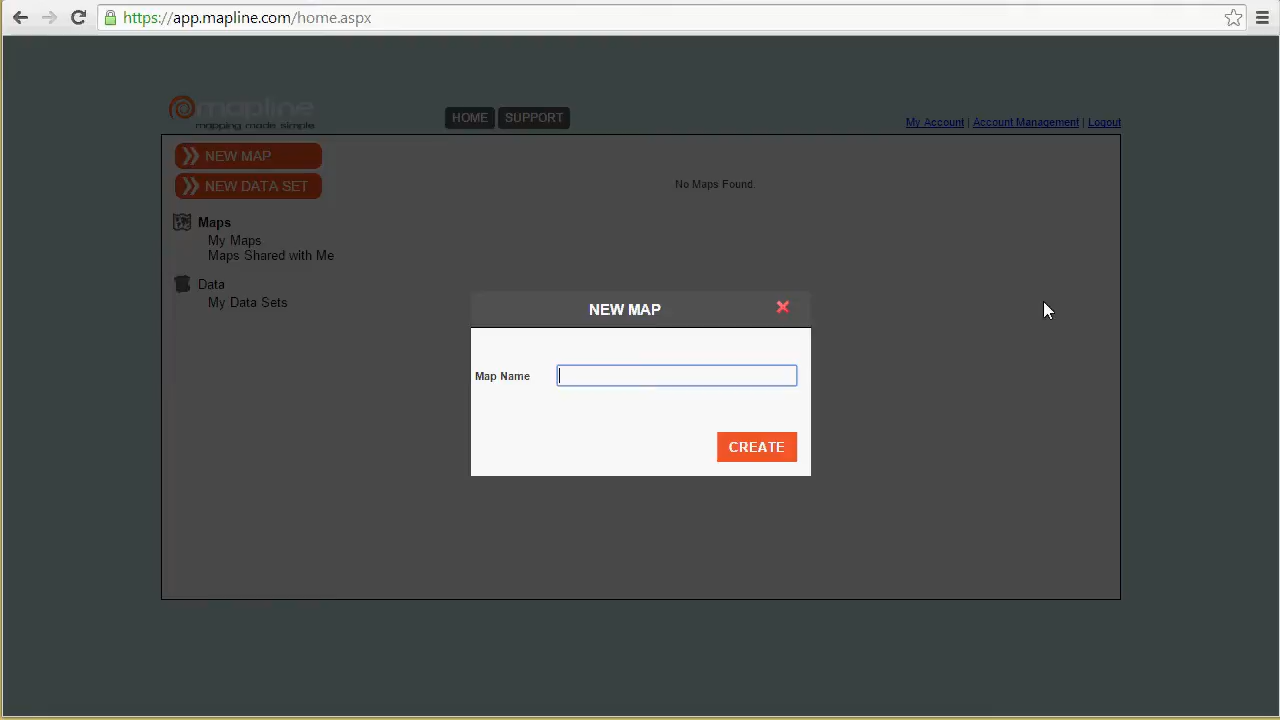 https://app.mapline.com/home.aspx
mapline
mapping made simple
HOME SUPPORT
My Account | Account Management | Logout
NEW MAP
NEW DATA SET
No Maps Found.
Maps
My Maps
Maps Shared with Me
Data
My Data Sets
NEW MAP
Map Name
CREATE